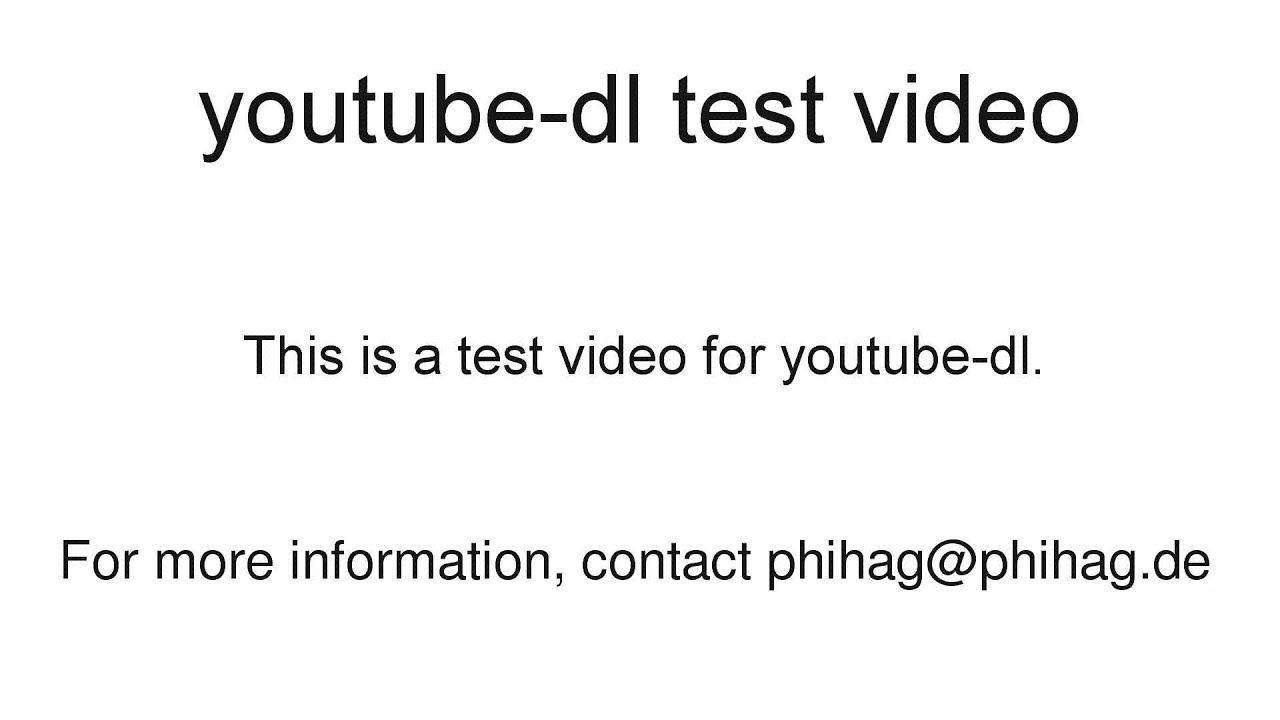 youtube-dl test video
This is a test video for youtube-dl.
For more information, contact phihag@phihag.de